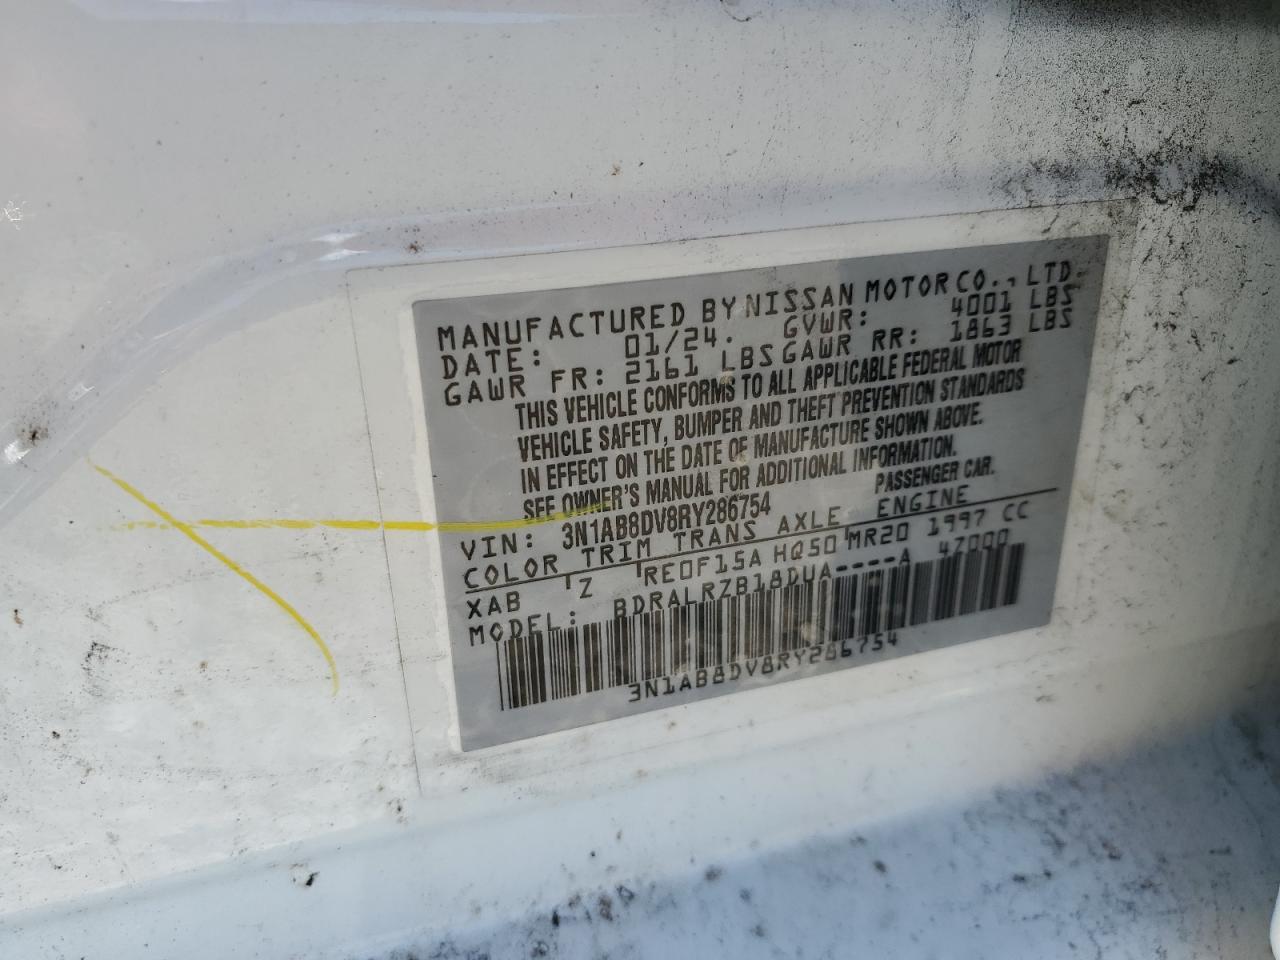 MANUFACTURED BY NISSAN MOTOR CO., LTD.
DATE: 01/24. GVWR: 4001 LBS
GAWR FR: 2161 LBS GAWR RR: 1863 LBS
THIS VEHICLE CONFORMS TO ALL APPLICABLE FEDERAL MOTOR
VEHICLE SAFETY, BUMPER AND THEFT PREVENTION STANDARDS
IN EFFECT ON THE DATE OF MANUFACTURE SHOWN ABOVE.
SEE OWNER'S MANUAL FOR ADDITIONAL INFORMATION.
VIN: 3N1AB8DV8RY286754 PASSENGER CAR.
COLOR TRIM TRANS AXLE ENGINE
XAB Z RE0F15A HQ50 MR20 1997 CC
MODEL: BDRALRZB18DUA----A 4Z000
3N1AB8DV8RY286754